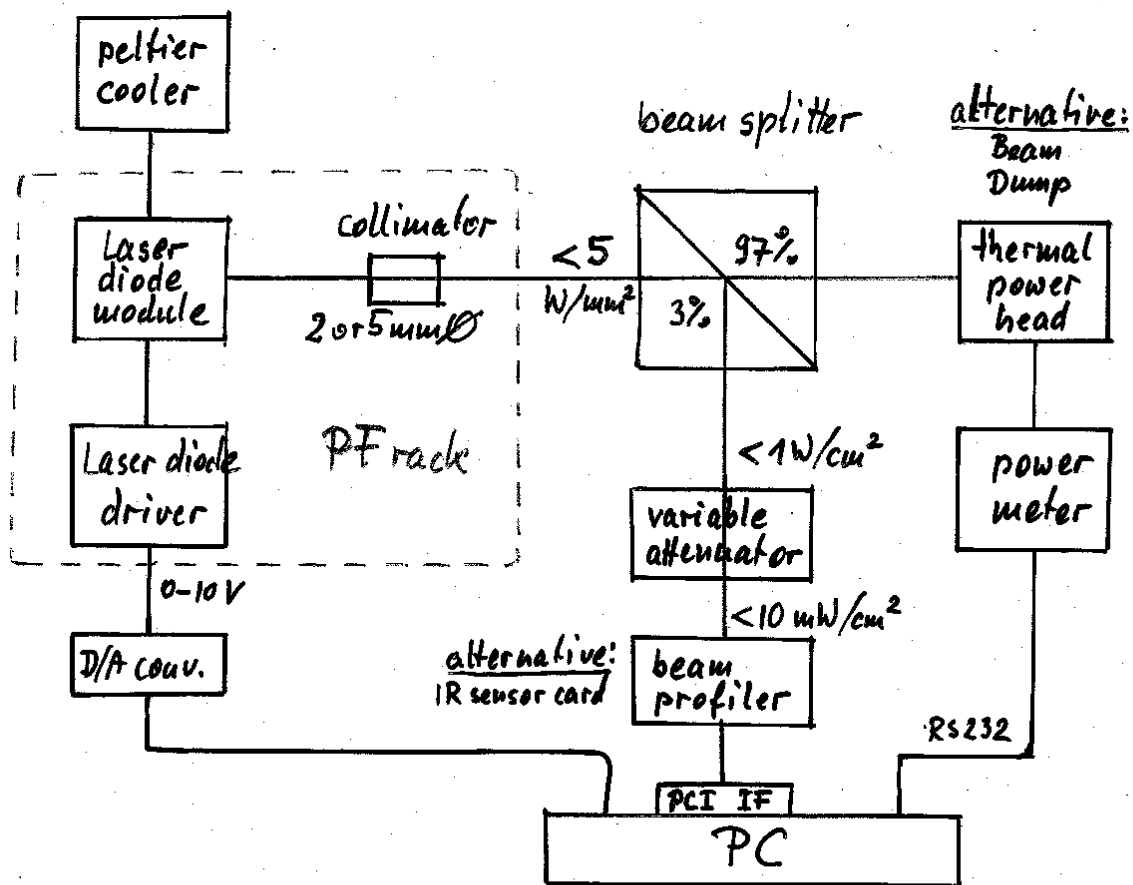 peltier
cooler
beam splitter
alternative:
Beam
Dump
Laser
diode
module
collimator
2 or 5 mm Ø
<5
W/mm²
97%
3%
thermal
power
head
Laser diode
driver
PF rack
<1W/cm²
variable
attenuator
power
meter
0-10V
<10 mW/cm²
D/A conv.
alternative:
IR sensor card
beam
profiler
RS232
PCI IF
PC